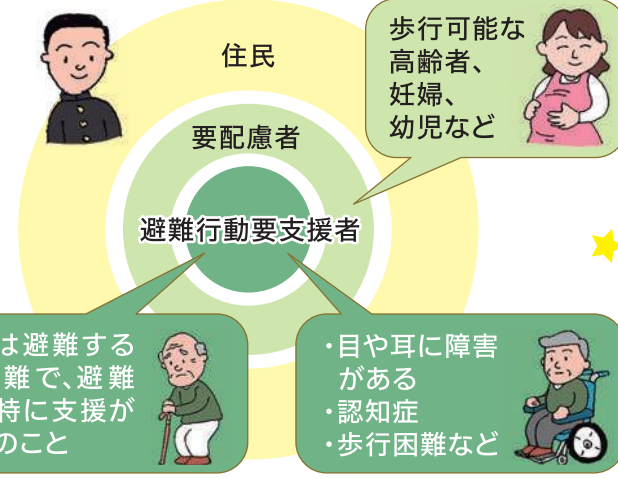 住民
歩行可能な
高齢者、
妊婦、
幼児など
要配慮者
避難行動要支援者
は避難する
難で、避難
特に支援が
のこと
・目や耳に障害
がある
・認知症
・歩行困難など